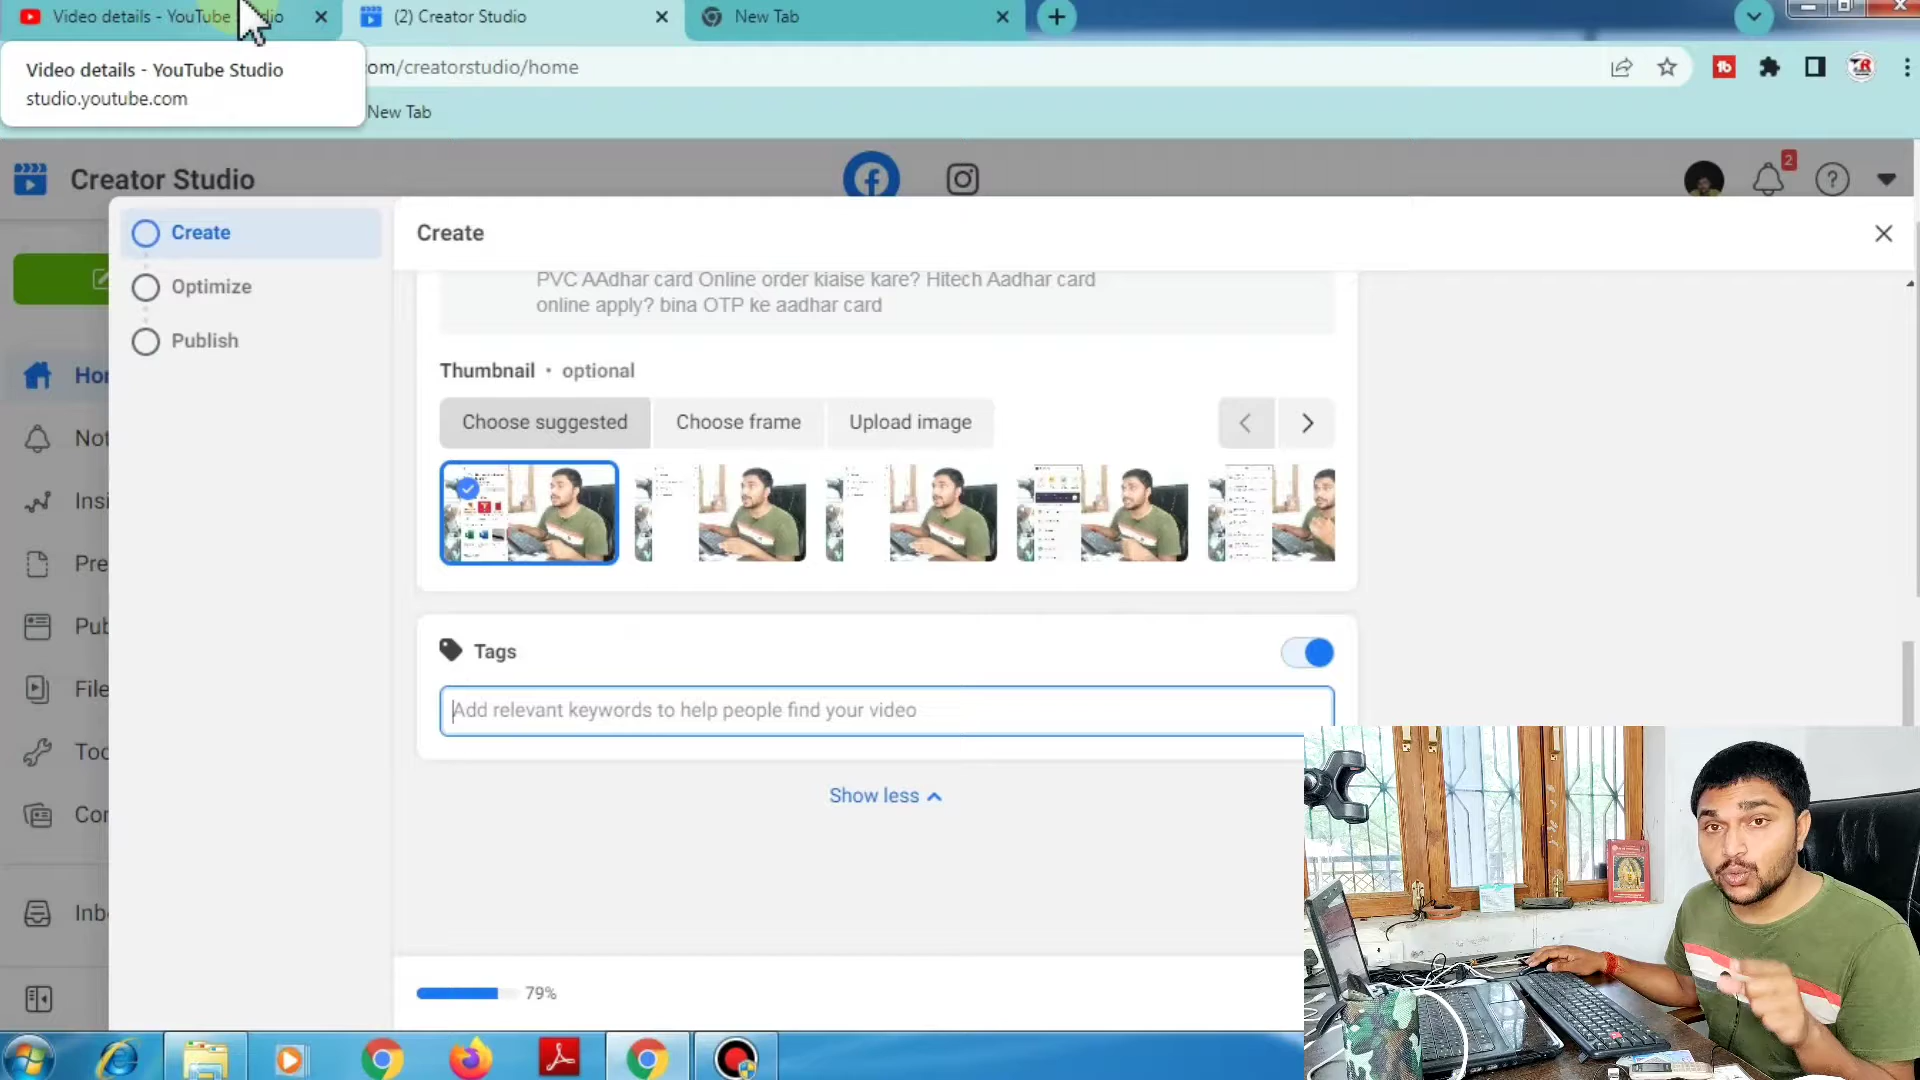 Video details - YouTube Studio
(2) Creator Studio
New Tab
Video details - YouTube Studio
studio.youtube.com
om/creatorstudio/home
New Tab
Creator Studio
2
Create
Optimize
Publish
Create
PVC AAdhar card Online order kiaise kare? Hitech Aadhar card
online apply? bina OTP ke aadhar card
Thumbnail • optional
Choose suggested
Choose frame
Upload image
Hor
Not
Insi
Pre
Pub
File
Too
Cor
Inb
Tags
Add relevant keywords to help people find your video
Show less
79%